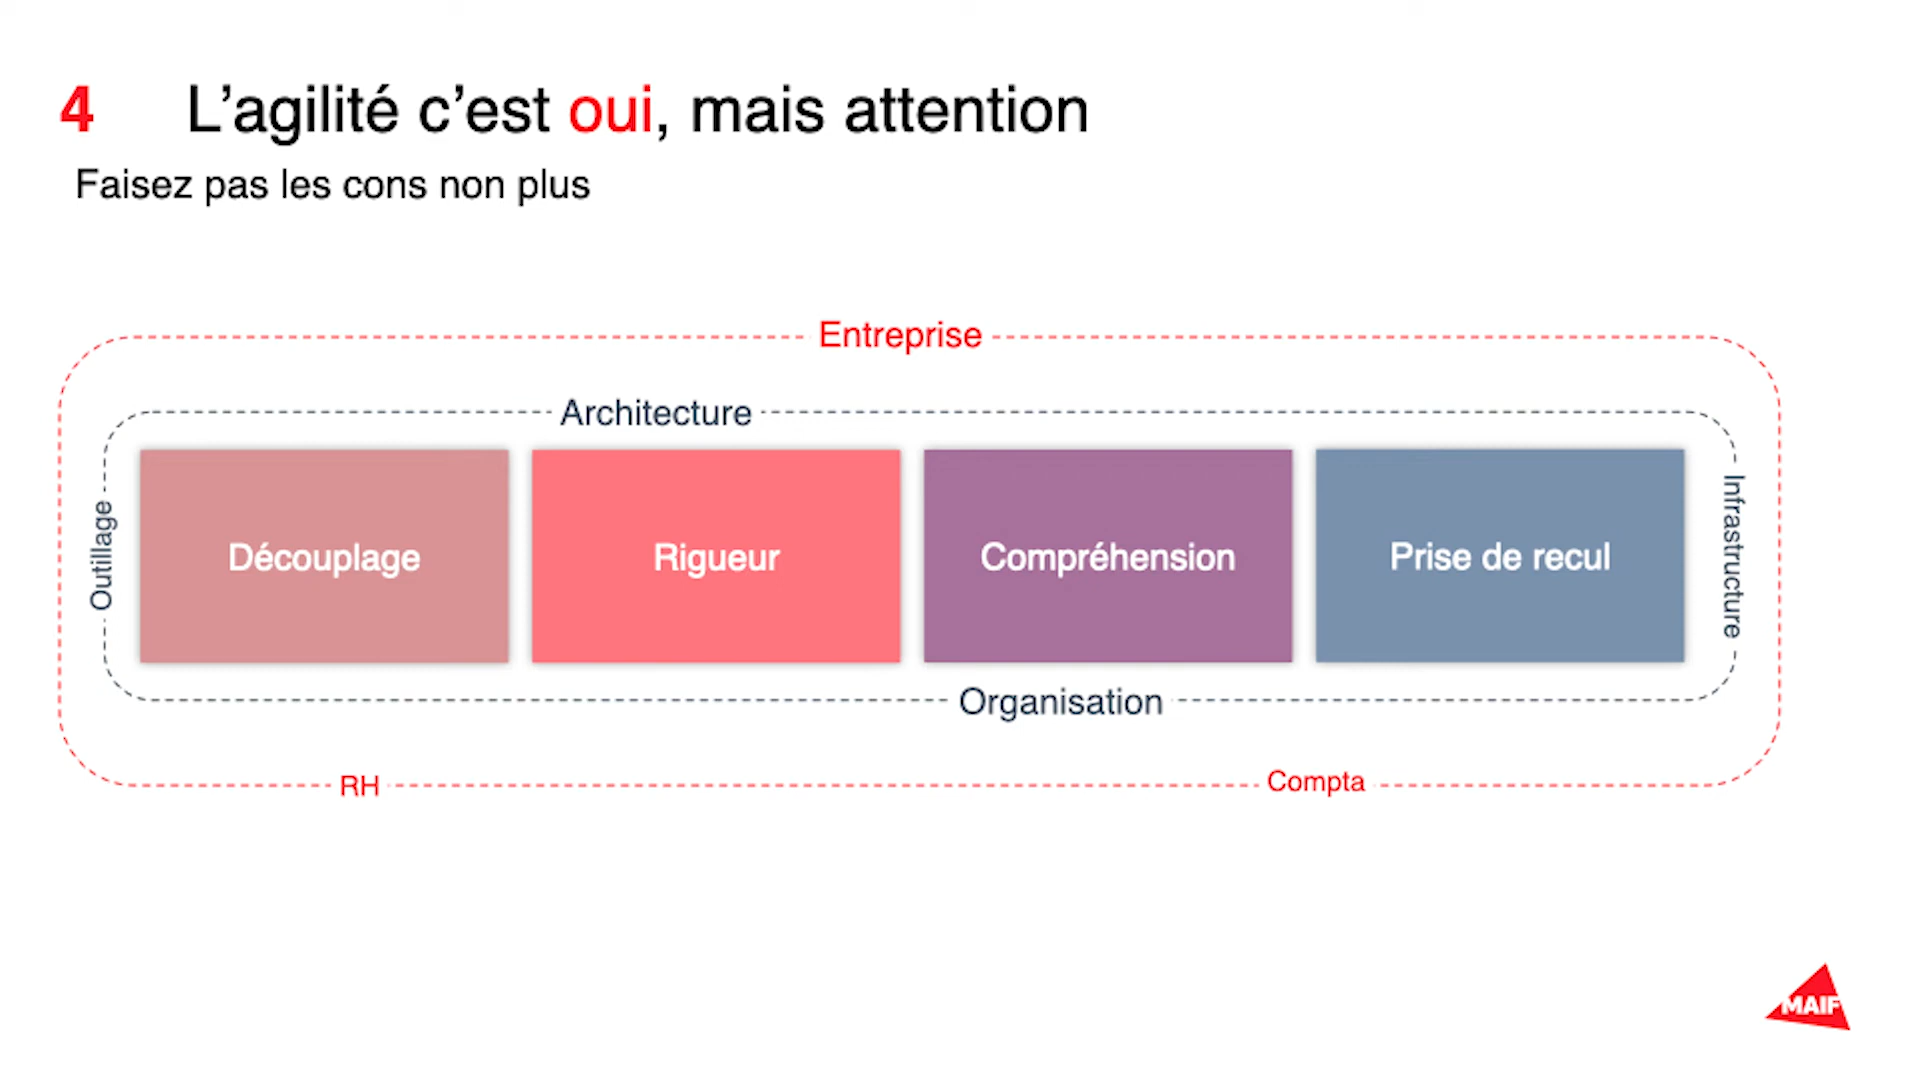 4 L’agilité c’est oui, mais attention
Faisez pas les cons non plus
Entreprise
Architecture
Outillage
Découplage
Rigueur
Compréhension
Prise de recul
Infrastructure
Organisation
RH
Compta
MAIF